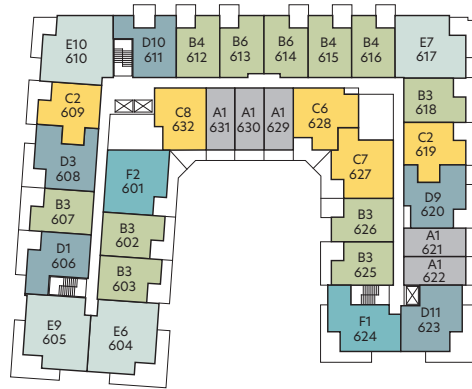 E10
610
D10
611
B4
612
B6
613
B6
614
B4
615
B4
616
E7
617
C2
609
C8
632
A1
631
A1
630
A1
629
C6
628
B3
618
D3
608
F2
601
C7
627
C2
619
B3
607
B3
602
B3
626
D9
620
D1
606
B3
603
B3
625
A1
621
A1
622
E9
605
E6
604
F1
624
D11
623